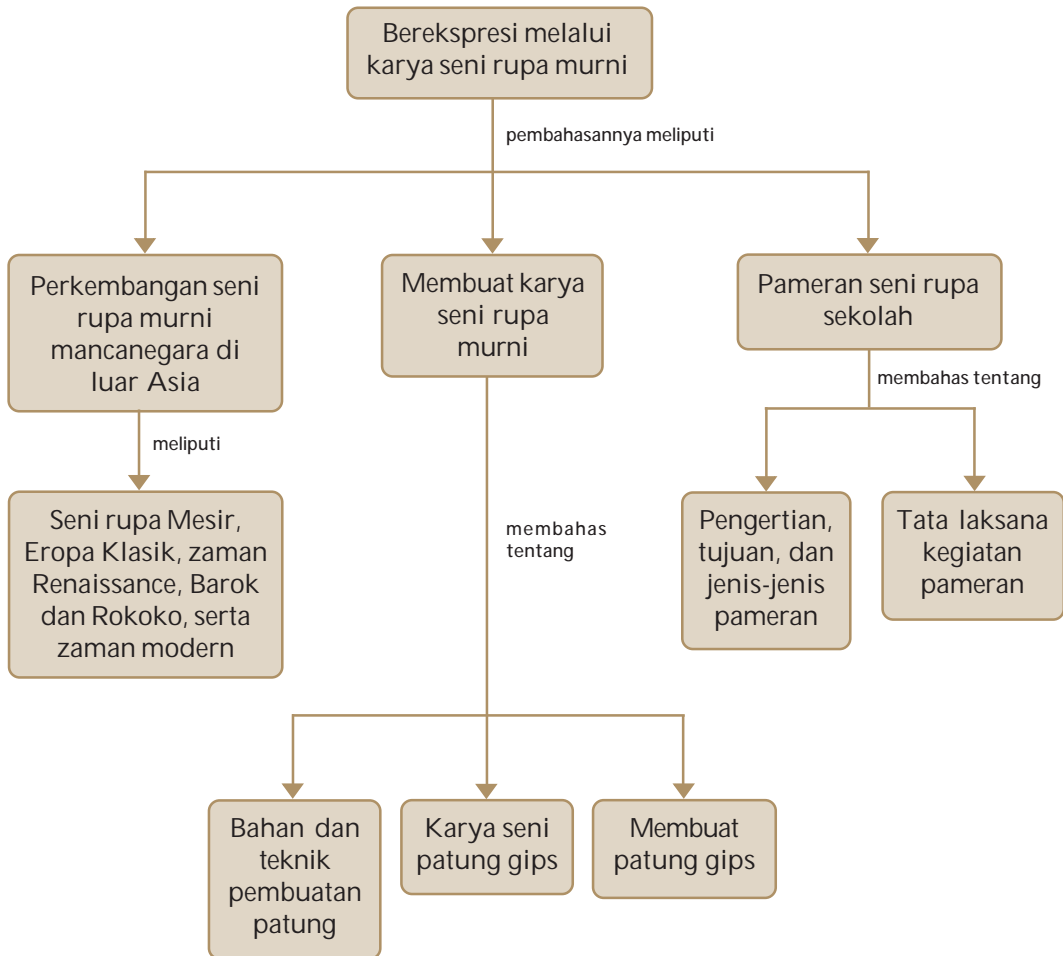 Berekspresi melalui
karya seni rupa murni
pembahasannya meliputi
Perkembangan seni
rupa murni
mancanegara di
luar Asia
Membuat karya
seni rupa
murni
Pameran seni rupa
sekolah
meliputi
membahas tentang
Seni rupa Mesir,
Eropa Klasik, zaman
Renaissance, Barok
dan Rokoko, serta
zaman modern
membahas
tentang
Pengertian,
tujuan, dan
jenis-jenis
pameran
Tata laksana
kegiatan
pameran
Bahan dan
teknik
pembuatan
patung
Karya seni
patung gips
Membuat
patung gips